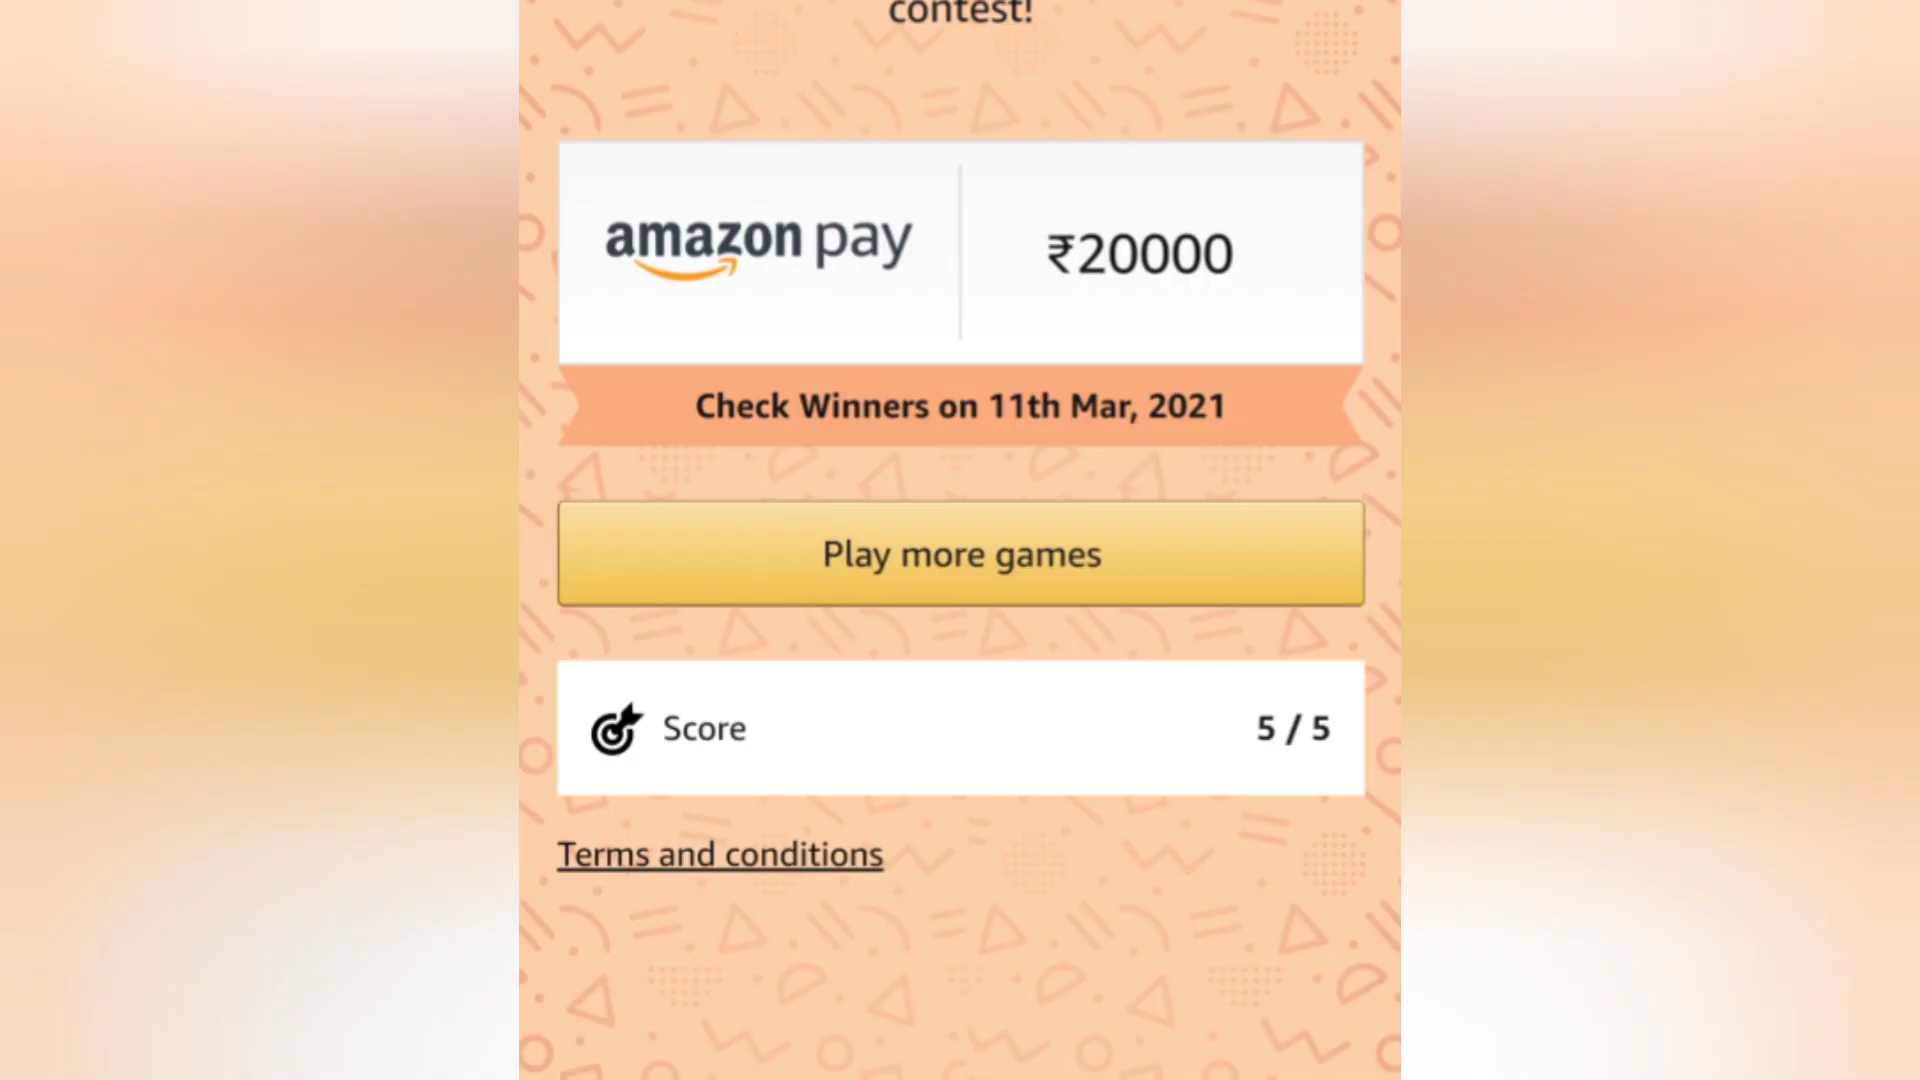 contest!
amazon pay
₹20000
Check Winners on 11th Mar, 2021
Play more games
Score
5 / 5
Terms and conditions